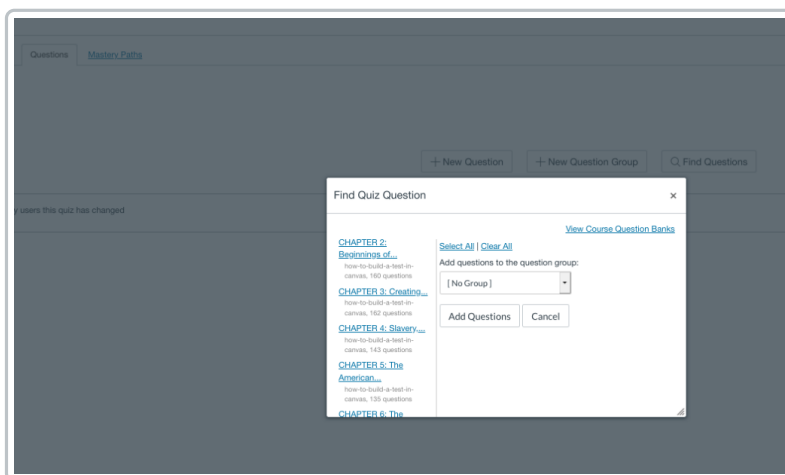 Questions Mastery Paths
+ New Question + New Question Group Find Questions
y users this quiz has changed
Find Quiz Question ×
View Course Question Banks
CHAPTER 2:
Beginnings of...
how-to-build-a-test-in-
canvas, 160 questions
CHAPTER 3: Creating...
how-to-build-a-test-in-
canvas, 162 questions
CHAPTER 4: Slavery,...
how-to-build-a-test-in-
canvas, 143 questions
CHAPTER 5: The
American...
how-to-build-a-test-in-
canvas, 135 questions
CHAPTER 6: The
Select All | Clear All
Add questions to the question group:
[ No Group ]
Add Questions Cancel